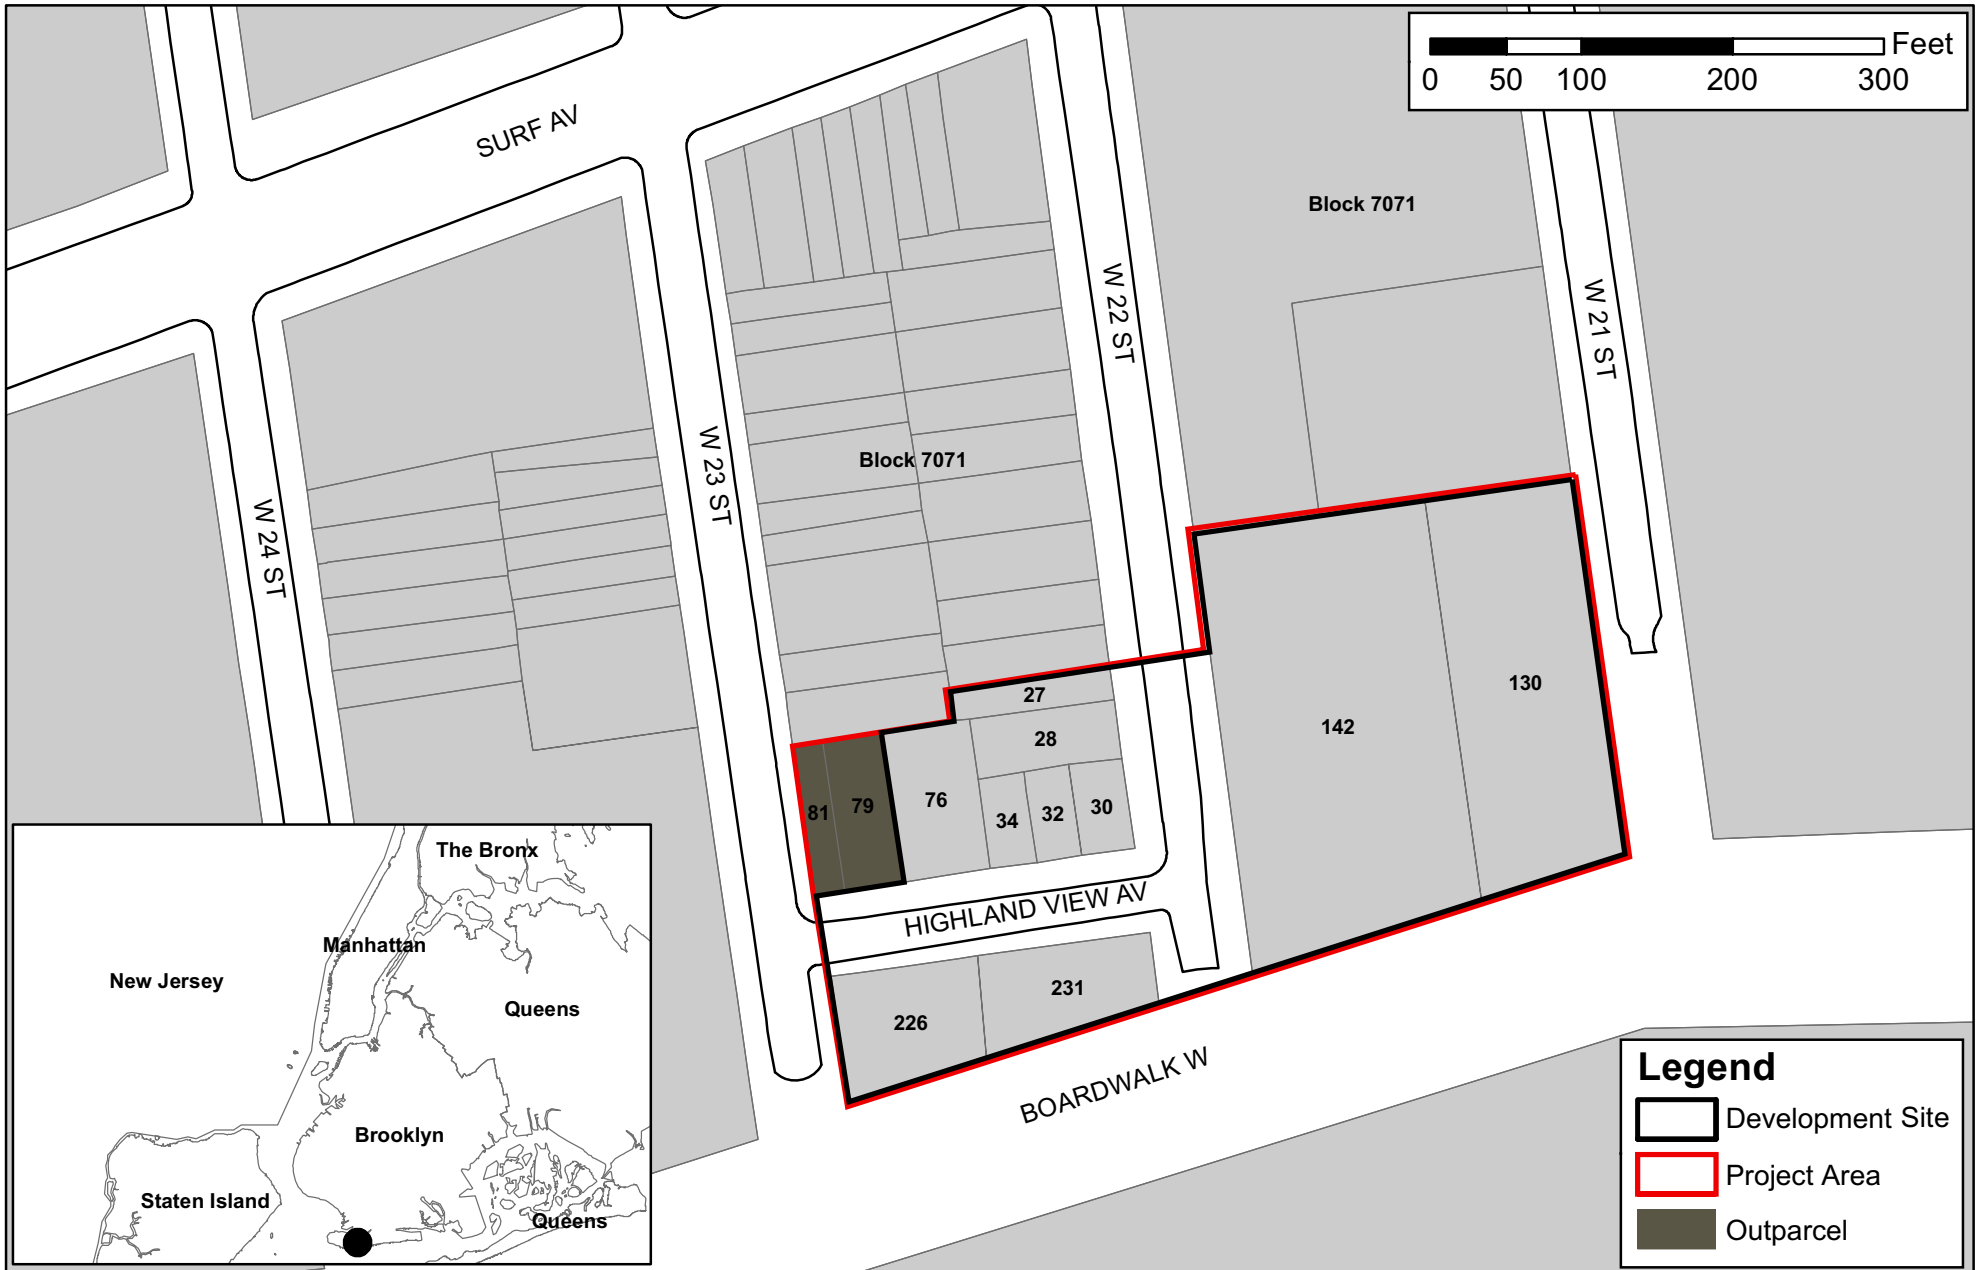 Feet
0 50 100 200 300
SURF AV
Block 7071
W 22 ST
W 21 ST
Block 7071
W 23 ST
W 24 ST
27
28
142
130
81
79
76
34
32
30
HIGHLAND VIEW AV
226
231
BOARDWALK W
The Bronx
Manhattan
New Jersey
Queens
Brooklyn
Staten Island
Queens
Legend
Development Site
Project Area
Outparcel